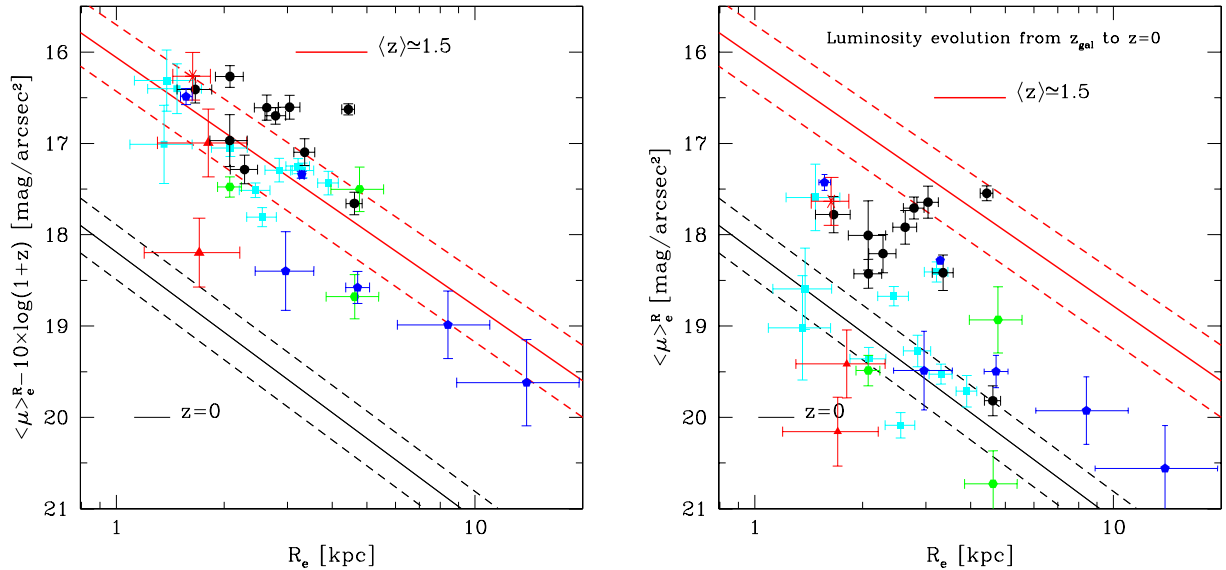 <μ>ₑᴿ−10×log(1+z) [mag/arcsec²]
16
17
18
19
20
21
⟨z⟩≃1.5
z=0
1
10
Rₑ [kpc]
<μ>ₑᴿ [mag/arcsec²]
16
17
18
19
20
21
Luminosity evolution from z_gal to z=0
⟨z⟩≃1.5
z=0
1
10
Rₑ [kpc]